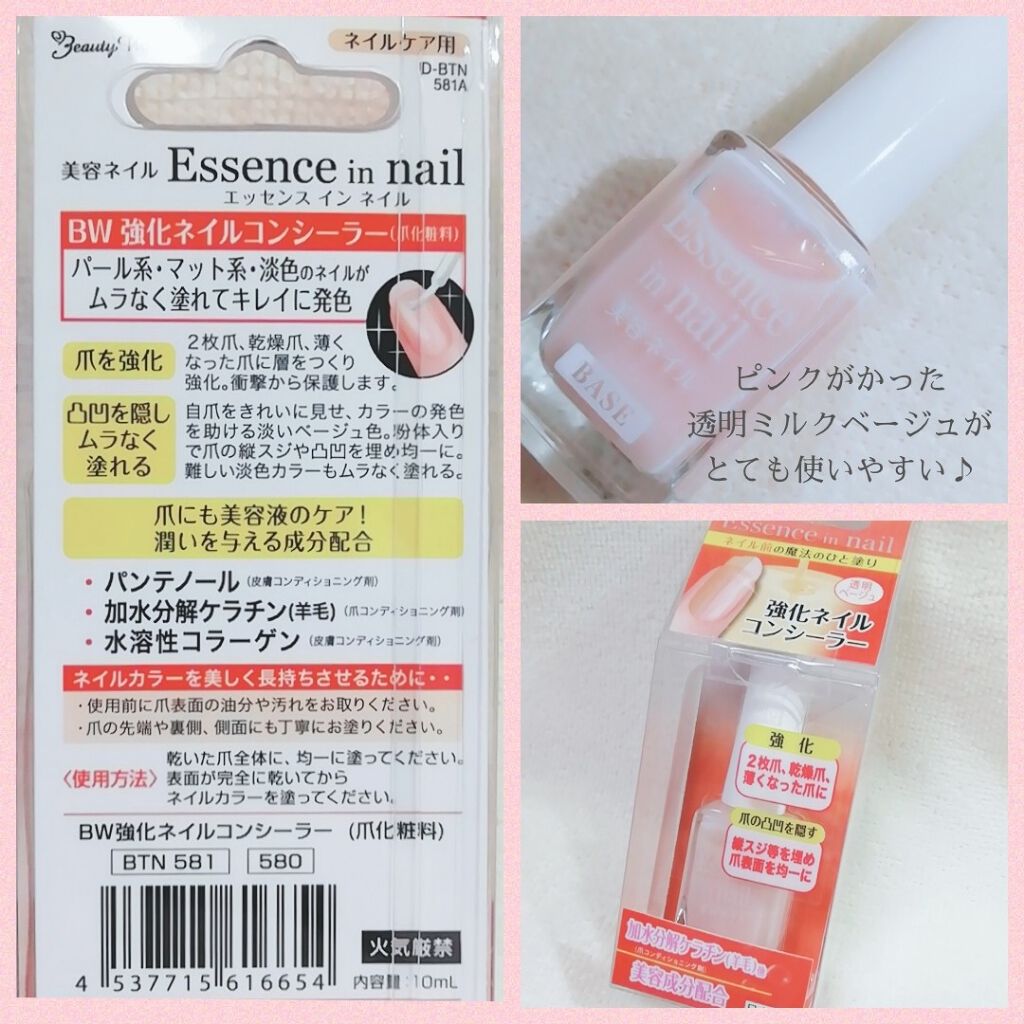 Beauty
ネイルケア用
D-BTN
581A
美容ネイル Essence in nail
エッセンス イン ネイル
BW 強化ネイルコンシーラー(爪化粧料)
パール系・マット系・淡色のネイルが
ムラなく塗れてキレイに発色
爪を強化
2枚爪、乾燥爪、薄く
なった爪に層をつくり
強化。衝撃から保護します。
凸凹を隠し
ムラなく
塗れる
自爪をきれいに見せ、カラーの発色
を助ける淡いベージュ色。粉体入り
で爪の縦スジや凸凹を埋め均一に。
難しい淡色カラーもムラなく塗れる。
爪にも美容液のケア!
潤いを与える成分配合
・ パンテノール (皮膚コンディショニング剤)
・ 加水分解ケラチン(羊毛) (爪コンディショニング剤)
・ 水溶性コラーゲン (皮膚コンディショニング剤)
ネイルカラーを美しく長持ちさせるために・・
・使用前に爪表面の油分や汚れをお取りください。
・爪の先端や裏側、側面にも丁寧にお塗りください。
〈使用方法〉
乾いた爪全体に、均一に塗ってください。
表面が完全に乾いてから
ネイルカラーを塗ってください。
BW強化ネイルコンシーラー (爪化粧料)
BTN 581 580
火気厳禁
4 537715 616654
内容量:10mL
Essence
in nail
美容ネイル
BASE
ピンクがかった
透明ミルクベージュが
とても使いやすい♪
Essence in nail
ネイル前の魔法のひと塗り
透明
ベージュ
強化ネイル
コンシーラー
強化
2枚爪、乾燥爪、
薄くなった爪に
爪の凸凹を隠す
縦スジ等を埋め
爪表面を均一に
加水分解ケラチン(羊毛)他
(爪コンディショニング剤)
美容成分配合